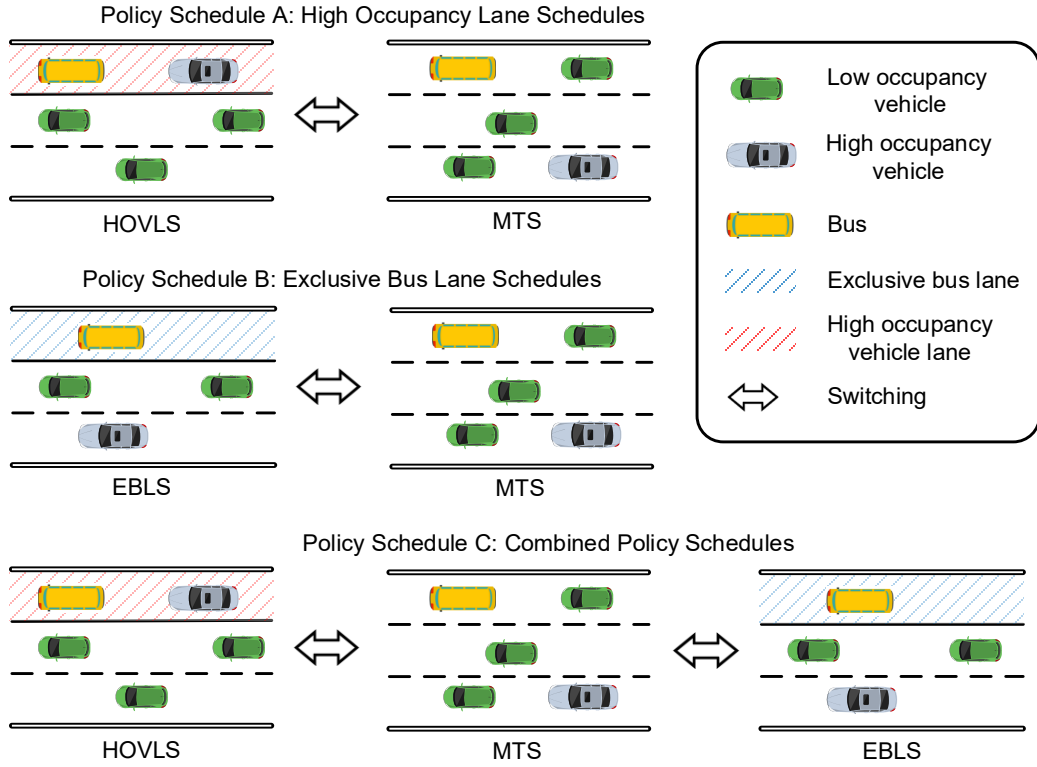 Policy Schedule A: High Occupancy Lane Schedules
HOVLS
MTS
Policy Schedule B: Exclusive Bus Lane Schedules
EBLS
MTS
Policy Schedule C: Combined Policy Schedules
HOVLS
MTS
EBLS
Low occupancy
vehicle
High occupancy
vehicle
Bus
Exclusive bus lane
High occupancy
vehicle lane
Switching